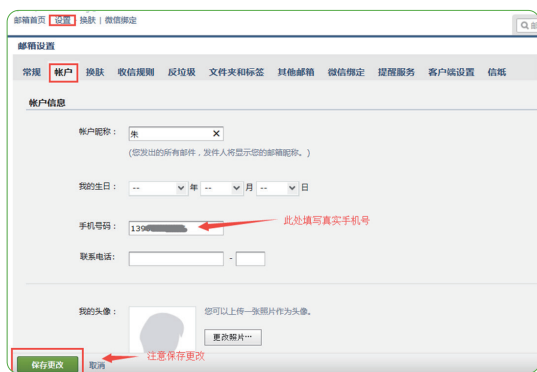 邮箱首页 设置 换肤 | 微信绑定
邮箱设置
常规 帐户 换肤 收信规则 反垃圾 文件夹和标签 其他邮箱 微信绑定 提醒服务 客户端设置 信纸
帐户信息
帐户昵称： 朱 ×
(您发出的所有邮件，发件人将显示您的邮箱昵称。)
我的生日： -- 年 -- 月 -- 日
手机号码： 139 此处填写真实手机号
联系电话： -
我的头像： 您可以上传一张照片作为头像。
更改照片…
注意保存更改
保存更改 取消